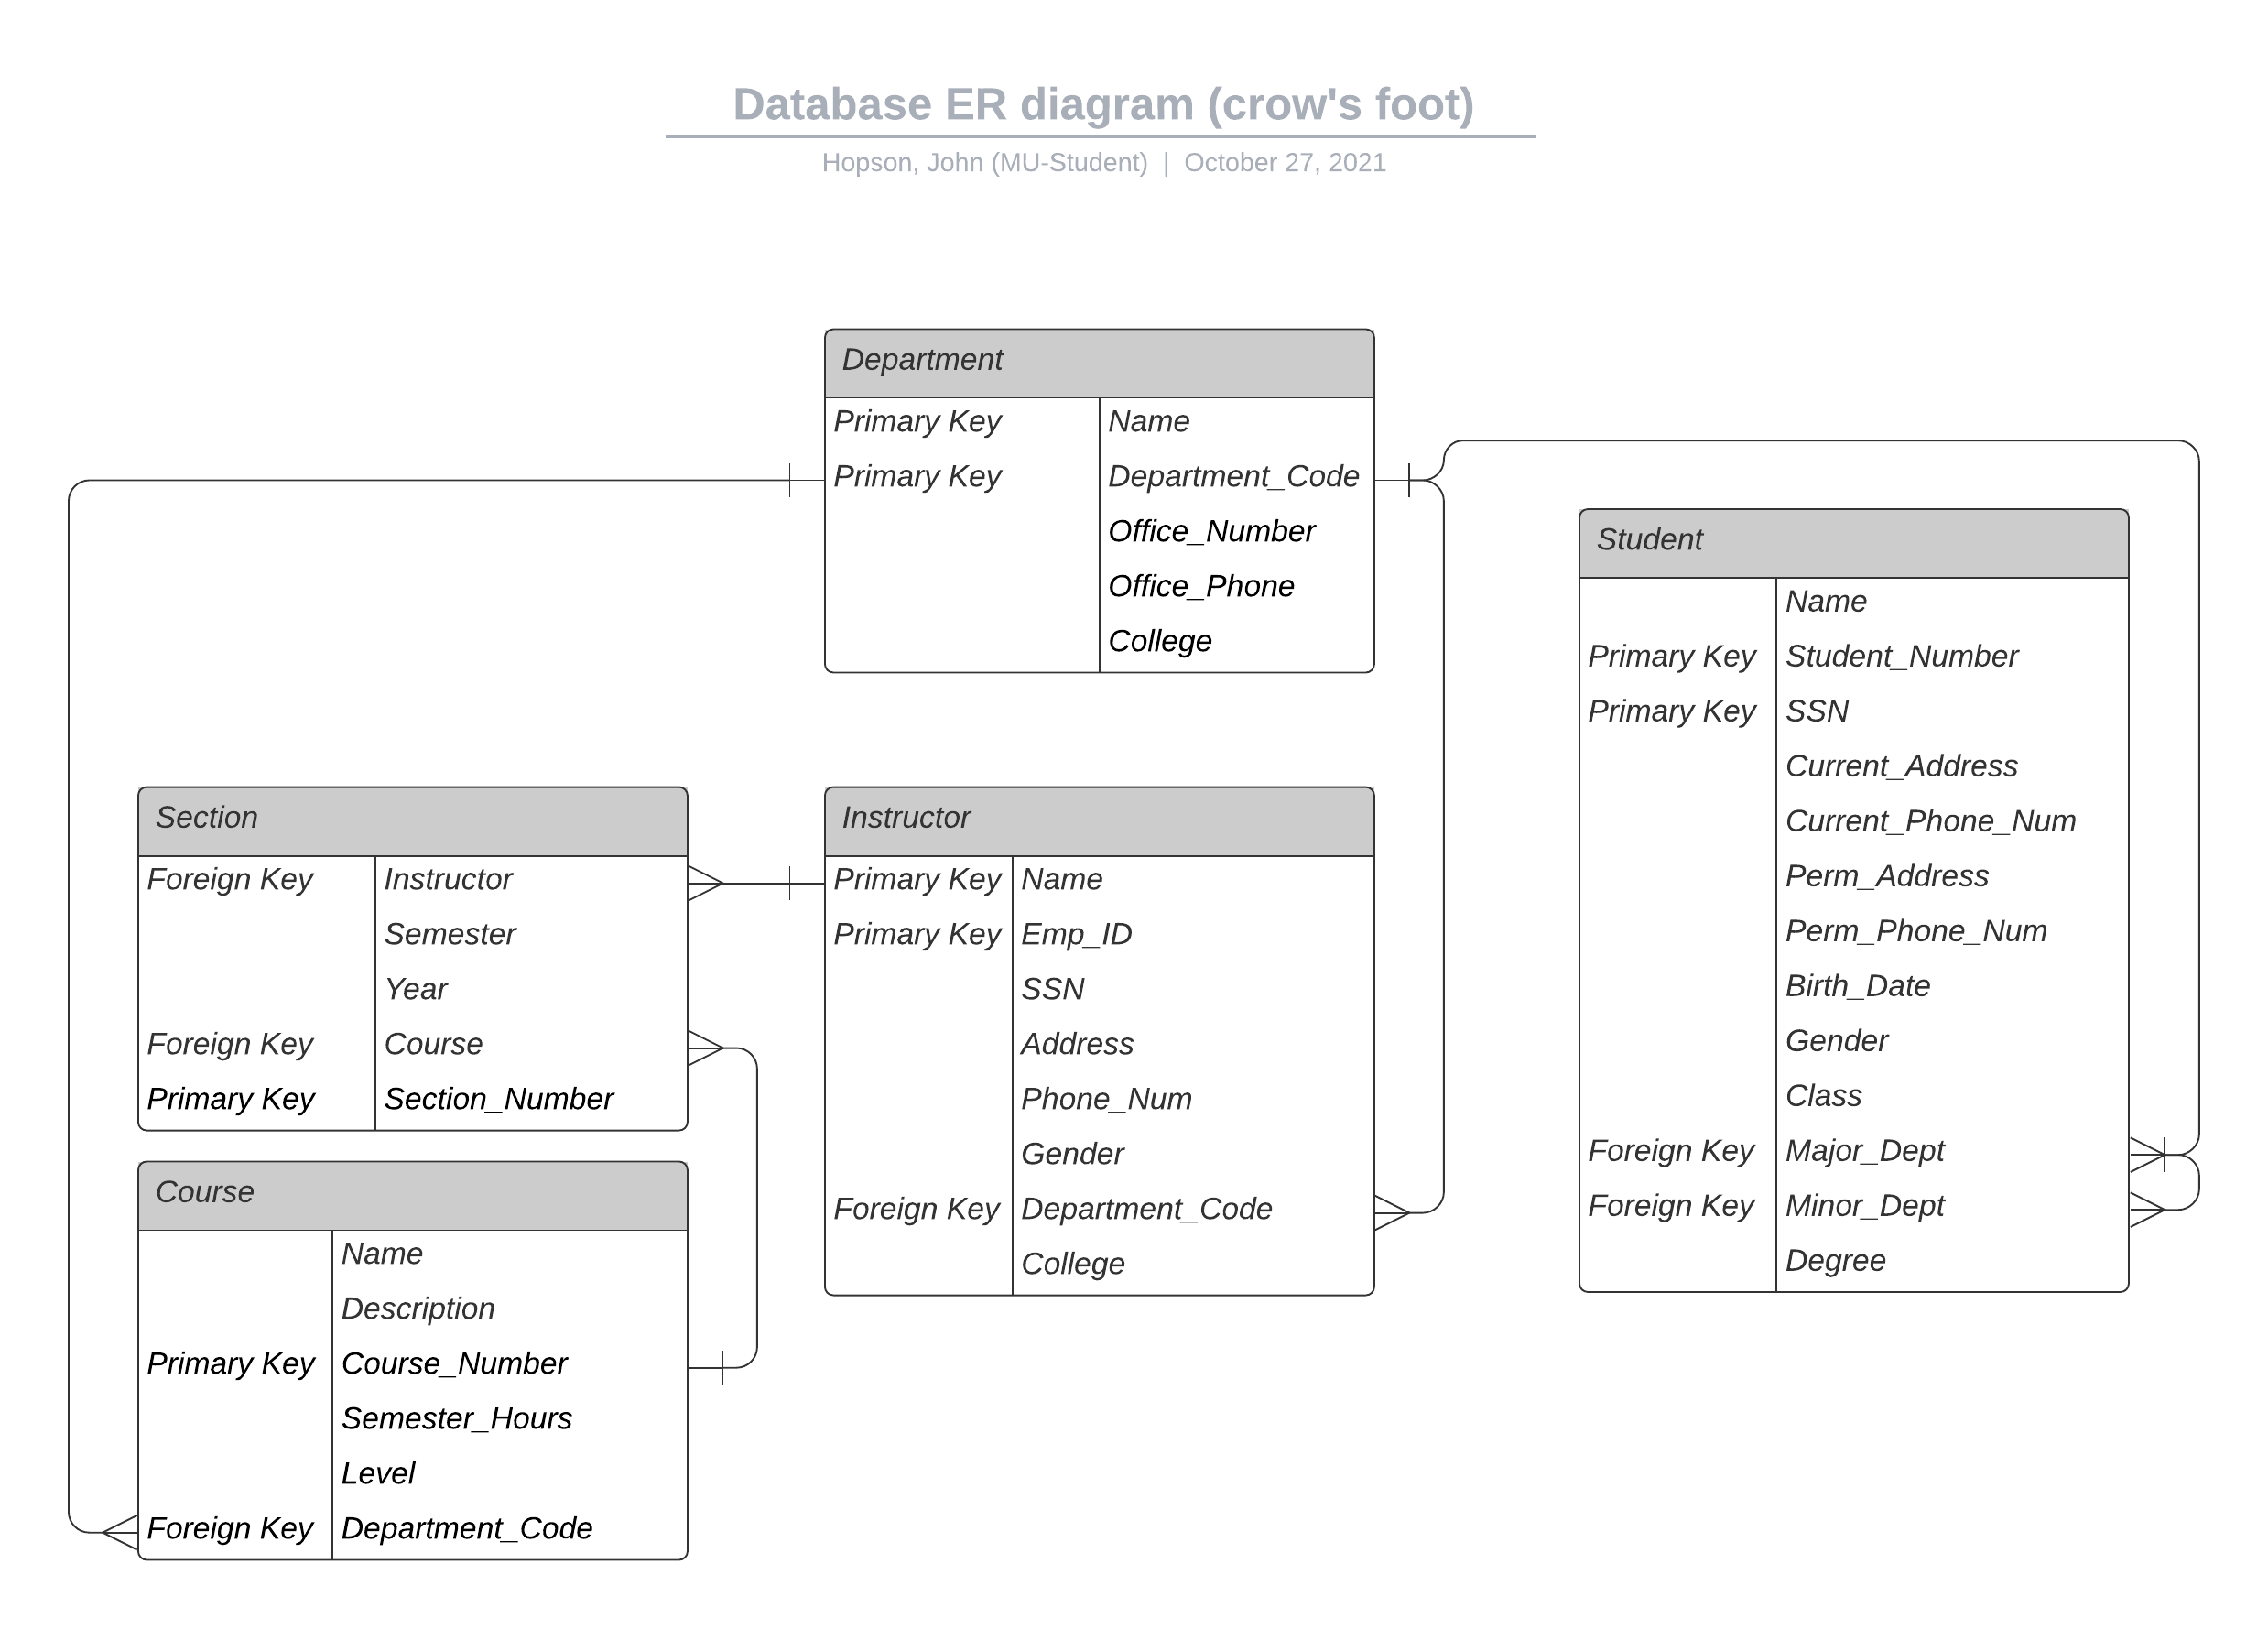 Database ER diagram (crow's foot)
Hopson, John (MU-Student) | October 27, 2021
Department
Primary Key Name
Primary Key Department_Code
Office_Number
Office_Phone
College
Student
Name
Primary Key Student_Number
Primary Key SSN
Current_Address
Current_Phone_Num
Perm_Address
Perm_Phone_Num
Birth_Date
Gender
Class
Foreign Key Major_Dept
Foreign Key Minor_Dept
Degree
Section
Foreign Key Instructor
Semester
Year
Foreign Key Course
Primary Key Section_Number
Instructor
Primary Key Name
Primary Key Emp_ID
SSN
Address
Phone_Num
Gender
Foreign Key Department_Code
College
Course
Name
Description
Primary Key Course_Number
Semester_Hours
Level
Foreign Key Department_Code